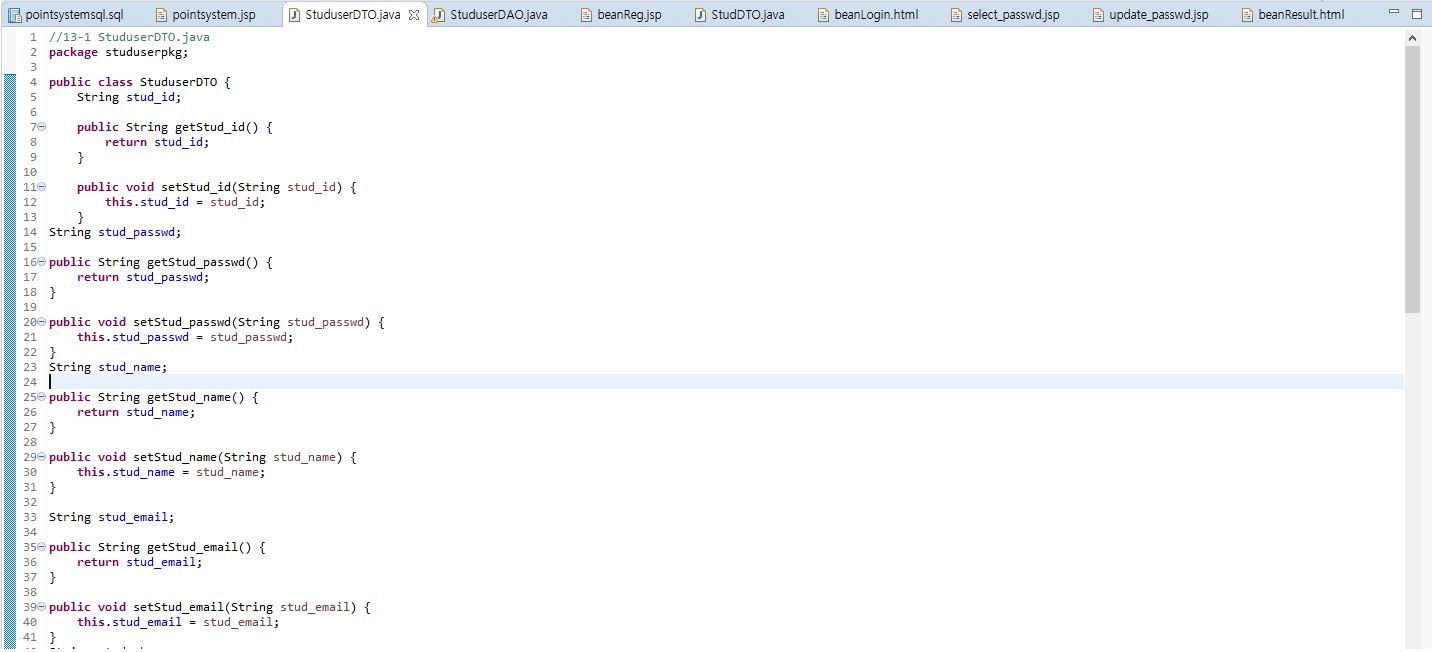 pointsystemsql.sql pointsystem.jsp StuduserDTO.java StuduserDAO.java beanReg.jsp StudDTO.java beanLogin.html select_passwd.jsp update_passwd.jsp beanResult.html
1 //13-1 StuduserDTO.java
2 package studuserpkg;
3
4 public class StuduserDTO {
5 String stud_id;
6
7 public String getStud_id() {
8 return stud_id;
9 }
10
11 public void setStud_id(String stud_id) {
12 this.stud_id = stud_id;
13 }
14 String stud_passwd;
15
16 public String getStud_passwd() {
17 return stud_passwd;
18 }
19
20 public void setStud_passwd(String stud_passwd) {
21 this.stud_passwd = stud_passwd;
22 }
23 String stud_name;
24
25 public String getStud_name() {
26 return stud_name;
27 }
28
29 public void setStud_name(String stud_name) {
30 this.stud_name = stud_name;
31 }
32
33 String stud_email;
34
35 public String getStud_email() {
36 return stud_email;
37 }
38
39 public void setStud_email(String stud_email) {
40 this.stud_email = stud_email;
41 }